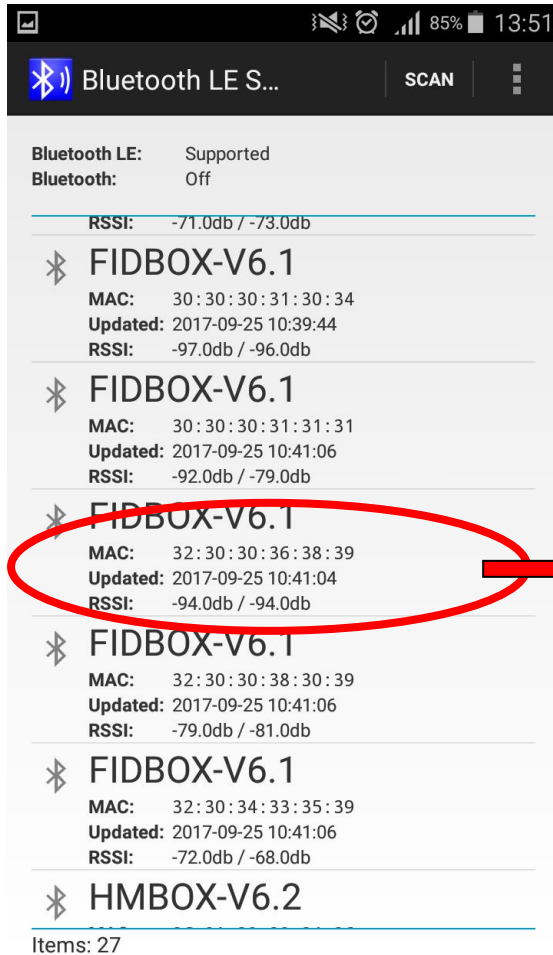 85% 13:51
Bluetooth LE S... SCAN
Bluetooth LE: Supported
Bluetooth: Off
RSSI: -71.0db / -73.0db
FIDBOX-V6.1
MAC: 30:30:30:31:30:34
Updated: 2017-09-25 10:39:44
RSSI: -97.0db / -96.0db
FIDBOX-V6.1
MAC: 30:30:30:31:31:31
Updated: 2017-09-25 10:41:06
RSSI: -92.0db / -79.0db
FIDBOX-V6.1
MAC: 32:30:30:36:38:39
Updated: 2017-09-25 10:41:04
RSSI: -94.0db / -94.0db
FIDBOX-V6.1
MAC: 32:30:30:38:30:39
Updated: 2017-09-25 10:41:06
RSSI: -79.0db / -81.0db
FIDBOX-V6.1
MAC: 32:30:34:33:35:39
Updated: 2017-09-25 10:41:06
RSSI: -72.0db / -68.0db
HMBOX-V6.2
Items: 27